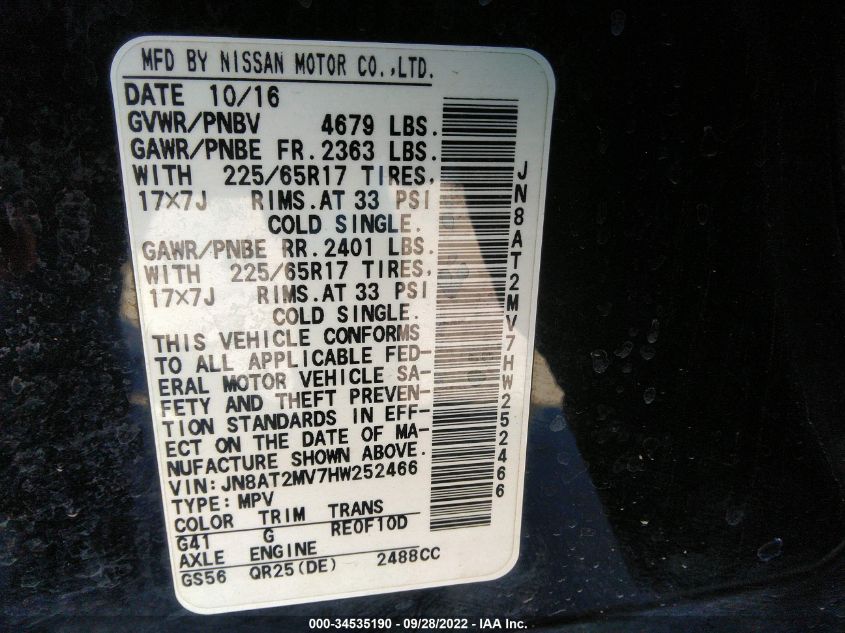 MFD BY NISSAN MOTOR CO.,LTD.
DATE 10/16
GVWR/PNBV 4679 LBS.
GAWR/PNBE FR.2363 LBS.
WITH 225/65R17 TIRES.
17×7J RIMS.AT 33 PSI
COLD SINGLE.
GAWR/PNBE RR.2401 LBS.
WITH 225/65R17 TIRES.
17×7J RIMS.AT 33 PSI
COLD SINGLE.
THIS VEHICLE CONFORMS
TO ALL APPLICABLE FED-
ERAL MOTOR VEHICLE SA-
FETY AND THEFT PREVEN-
TION STANDARDS IN EFF-
ECT ON THE DATE OF MA-
NUFACTURE SHOWN ABOVE.
VIN:JN8AT2MV7HW252466
TYPE:MPV
COLOR TRIM TRANS
G41 G RE0F10D
AXLE ENGINE
GS56 QR25(DE) 2488CC
JN8AT2MV7HW252466
000-34535190 - 09/28/2022 - IAA Inc.